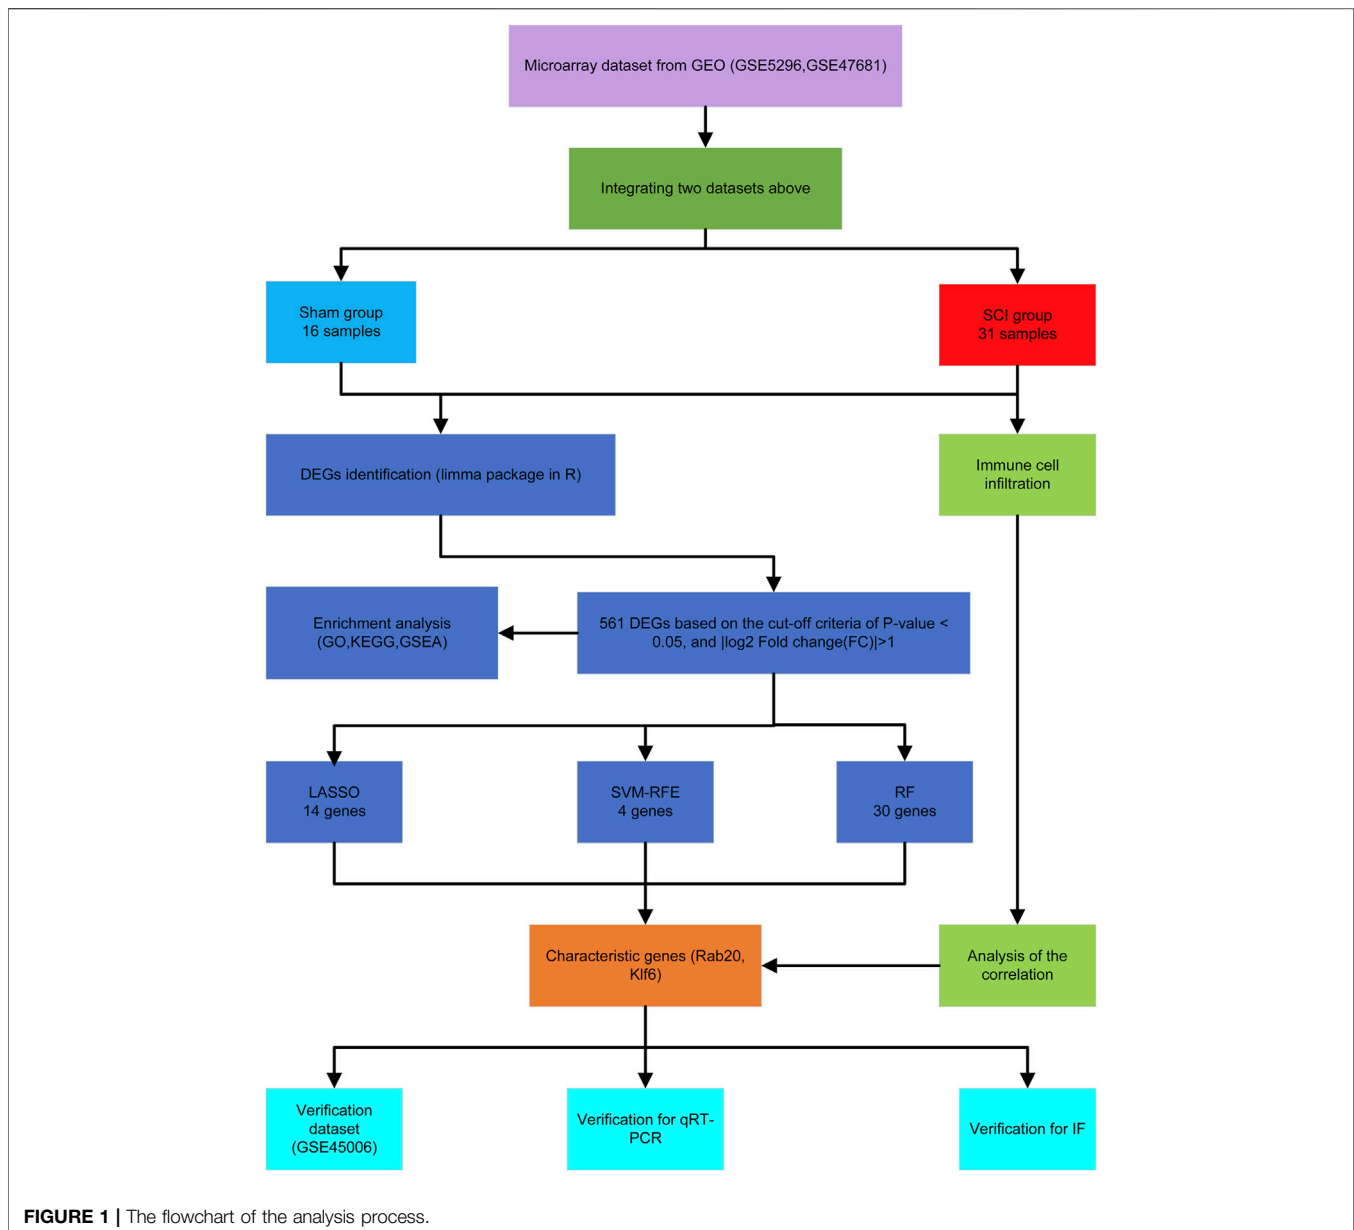 Microarray dataset from GEO (GSE5296,GSE47681)
Integrating two datasets above
Sham group
16 samples
SCI group
31 samples
DEGs identification (limma package in R)
Immune cell
infiltration
Enrichment analysis
(GO,KEGG,GSEA)
561 DEGs based on the cut-off criteria of P-value <
0.05, and |log2 Fold change(FC)|>1
LASSO
14 genes
SVM-RFE
4 genes
RF
30 genes
Characteristic genes (Rab20,
Klf6)
Analysis of the
correlation
Verification
dataset
(GSE45006)
Verification for qRT-
PCR
Verification for IF
FIGURE 1 | The flowchart of the analysis process.